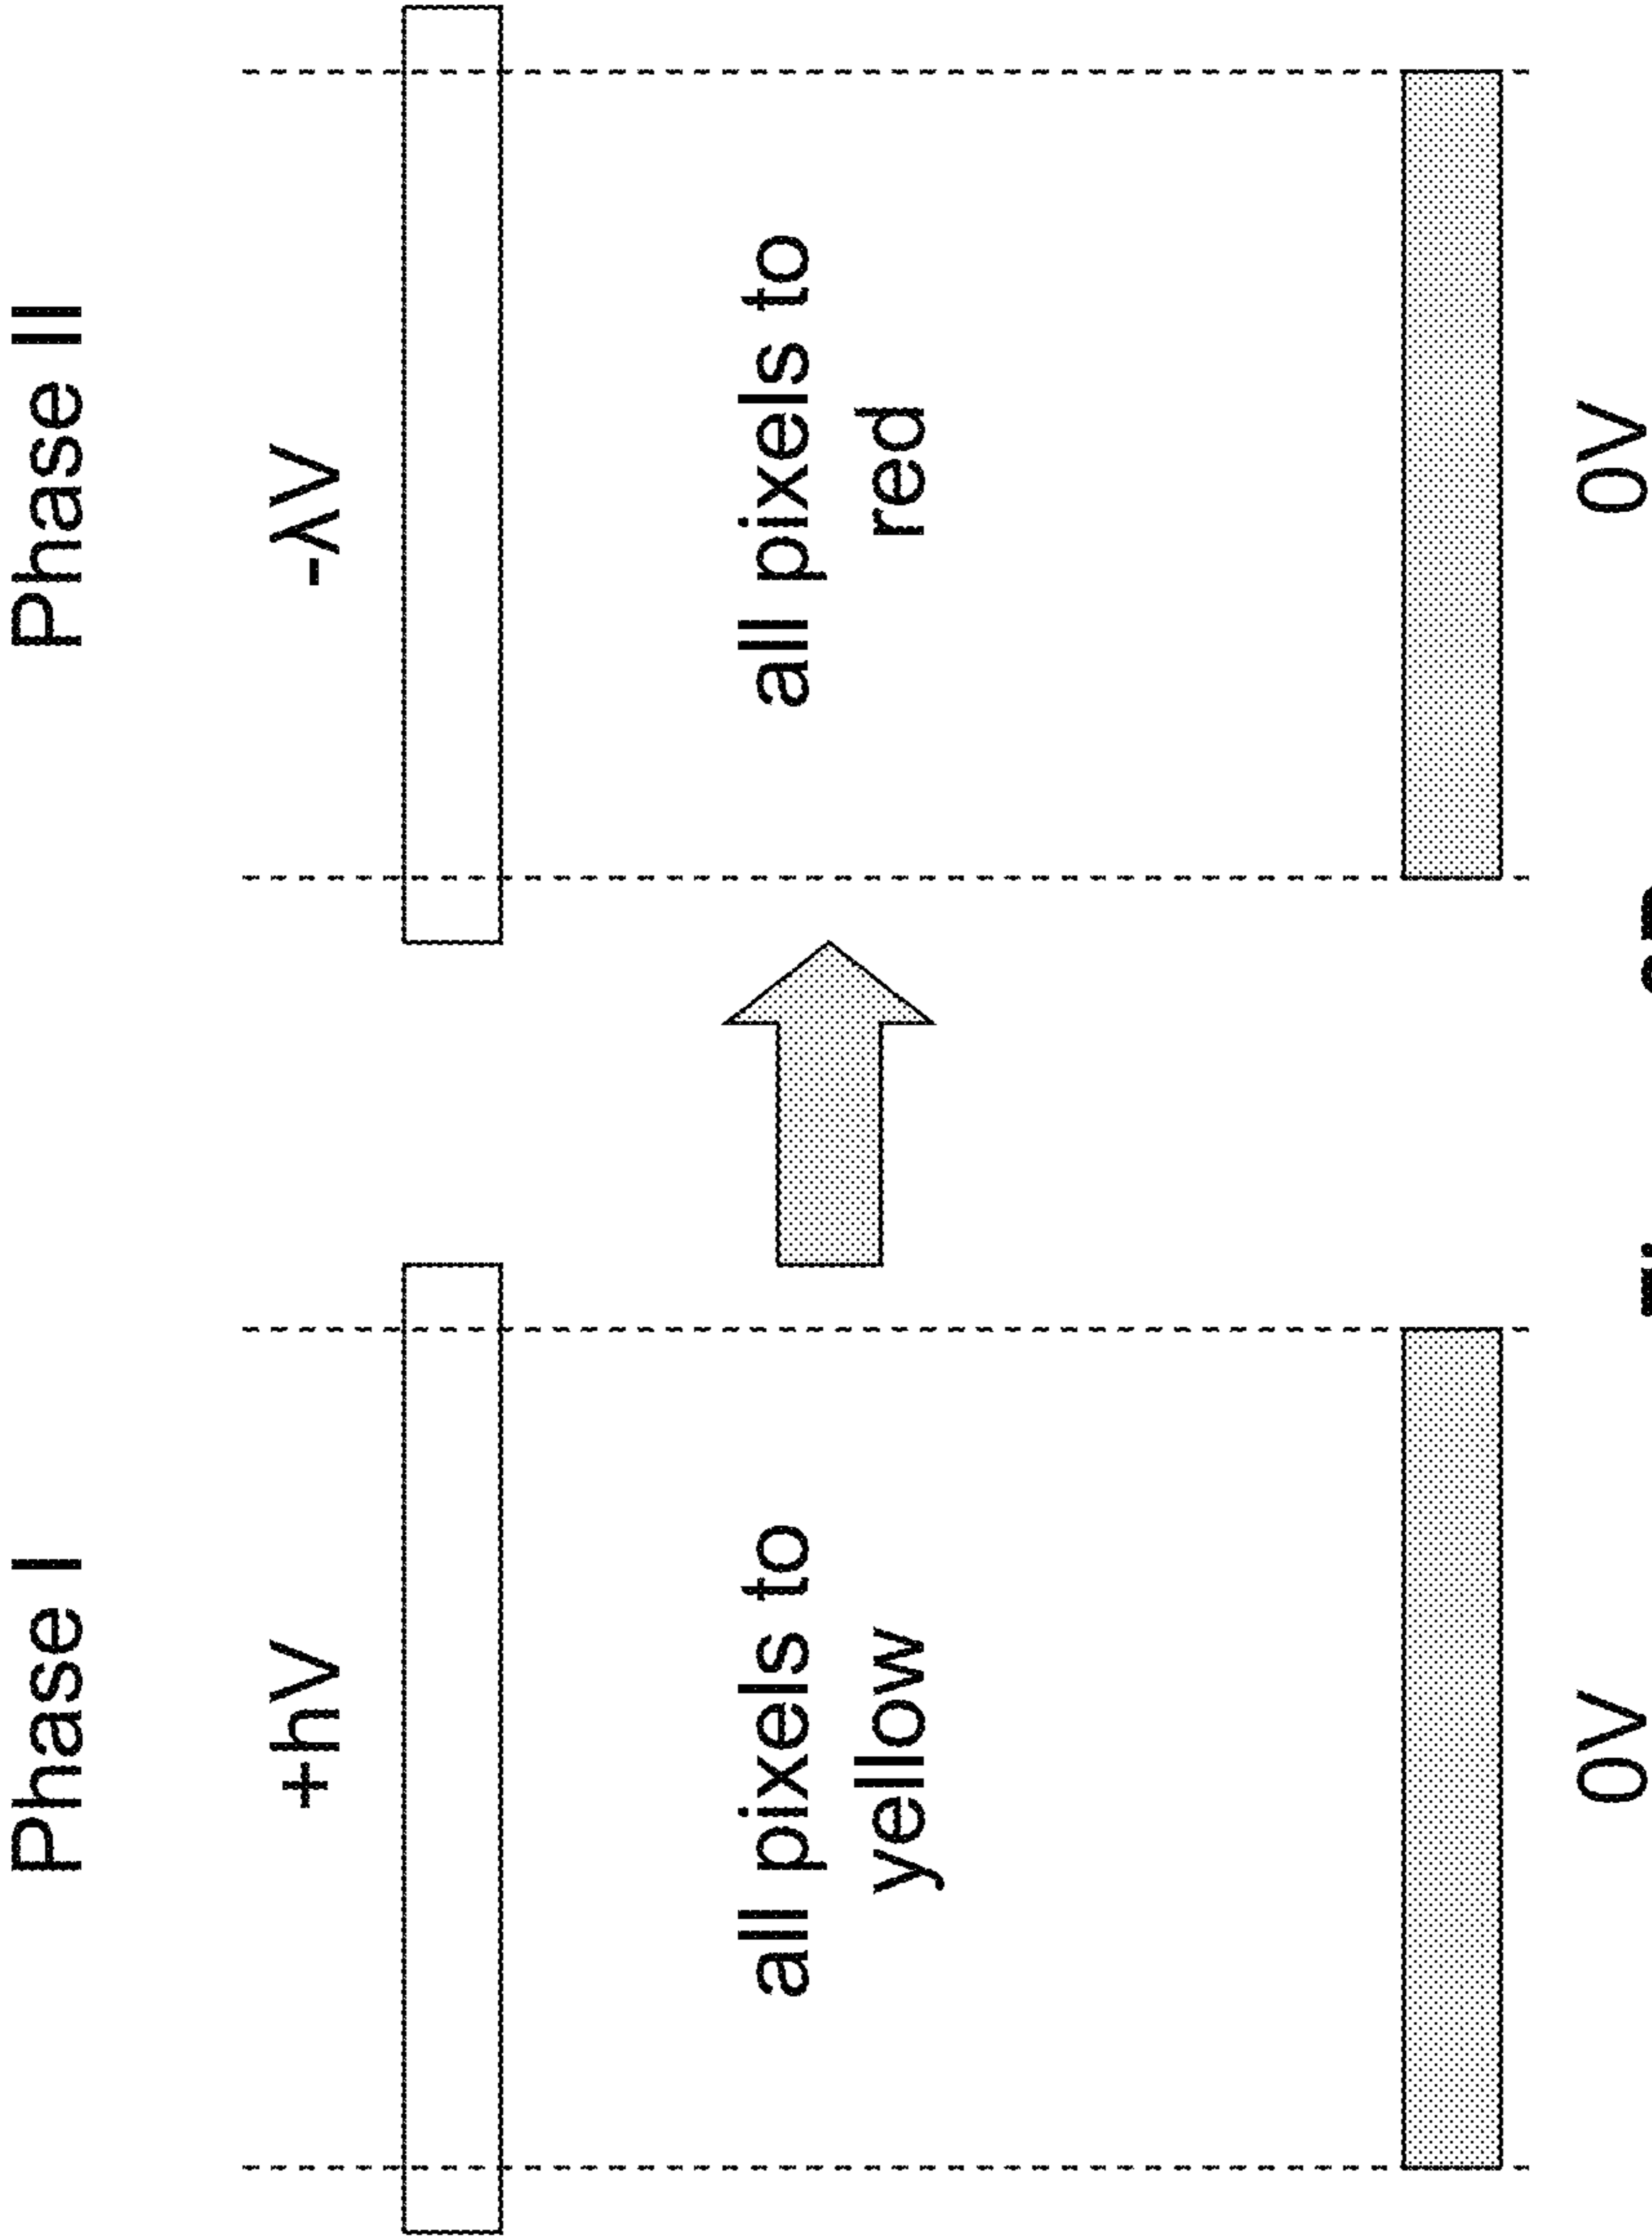 Phase I
+hV
all pixels to
yellow
0V
Phase II
-λV
all pixels to
red
0V